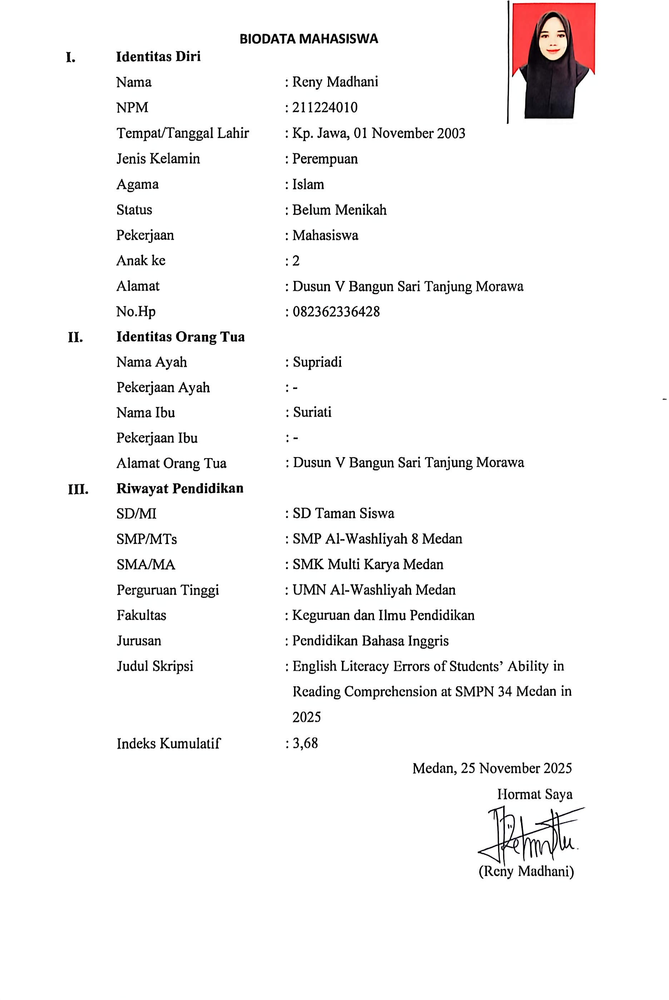 BIODATA MAHASISWA
I. Identitas Diri
Nama : Reny Madhani
NPM : 211224010
Tempat/Tanggal Lahir : Kp. Jawa, 01 November 2003
Jenis Kelamin : Perempuan
Agama : Islam
Status : Belum Menikah
Pekerjaan : Mahasiswa
Anak ke : 2
Alamat : Dusun V Bangun Sari Tanjung Morawa
No.Hp : 082362336428
II. Identitas Orang Tua
Nama Ayah : Supriadi
Pekerjaan Ayah : -
Nama Ibu : Suriati
Pekerjaan Ibu : -
Alamat Orang Tua : Dusun V Bangun Sari Tanjung Morawa
III. Riwayat Pendidikan
SD/MI : SD Taman Siswa
SMP/MTs : SMP Al-Washliyah 8 Medan
SMA/MA : SMK Multi Karya Medan
Perguruan Tinggi : UMN Al-Washliyah Medan
Fakultas : Keguruan dan Ilmu Pendidikan
Jurusan : Pendidikan Bahasa Inggris
Judul Skripsi : English Literacy Errors of Students’ Ability in
Reading Comprehension at SMPN 34 Medan in
2025
Indeks Kumulatif : 3,68
Medan, 25 November 2025
Hormat Saya
(Reny Madhani)